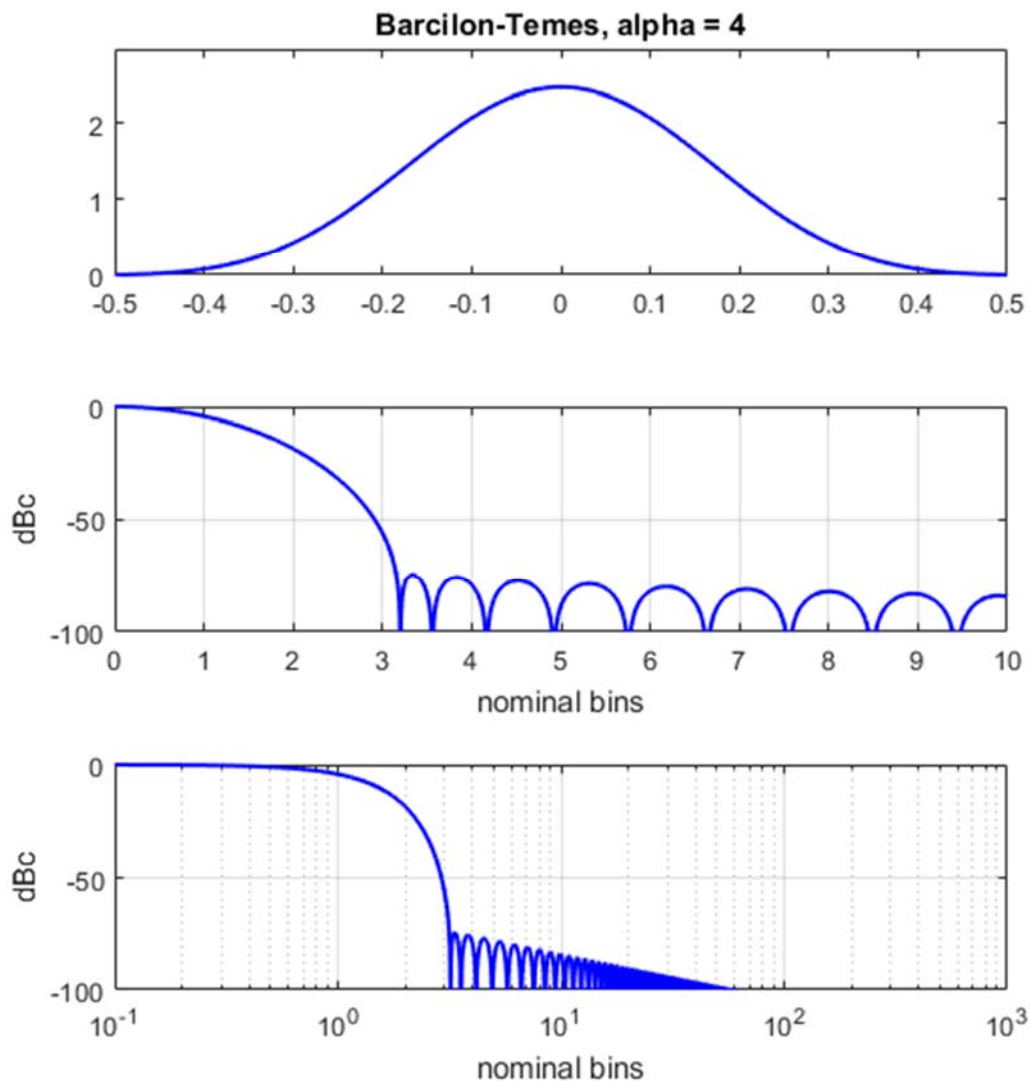 Barcilon-Temes, alpha = 4
2
1
0
-0.5 -0.4 -0.3 -0.2 -0.1 0 0.1 0.2 0.3 0.4 0.5
0
-50
-100
dBc
0 1 2 3 4 5 6 7 8 9 10
nominal bins
0
-50
-100
dBc
10^-1 10^0 10^1 10^2 10^3
nominal bins